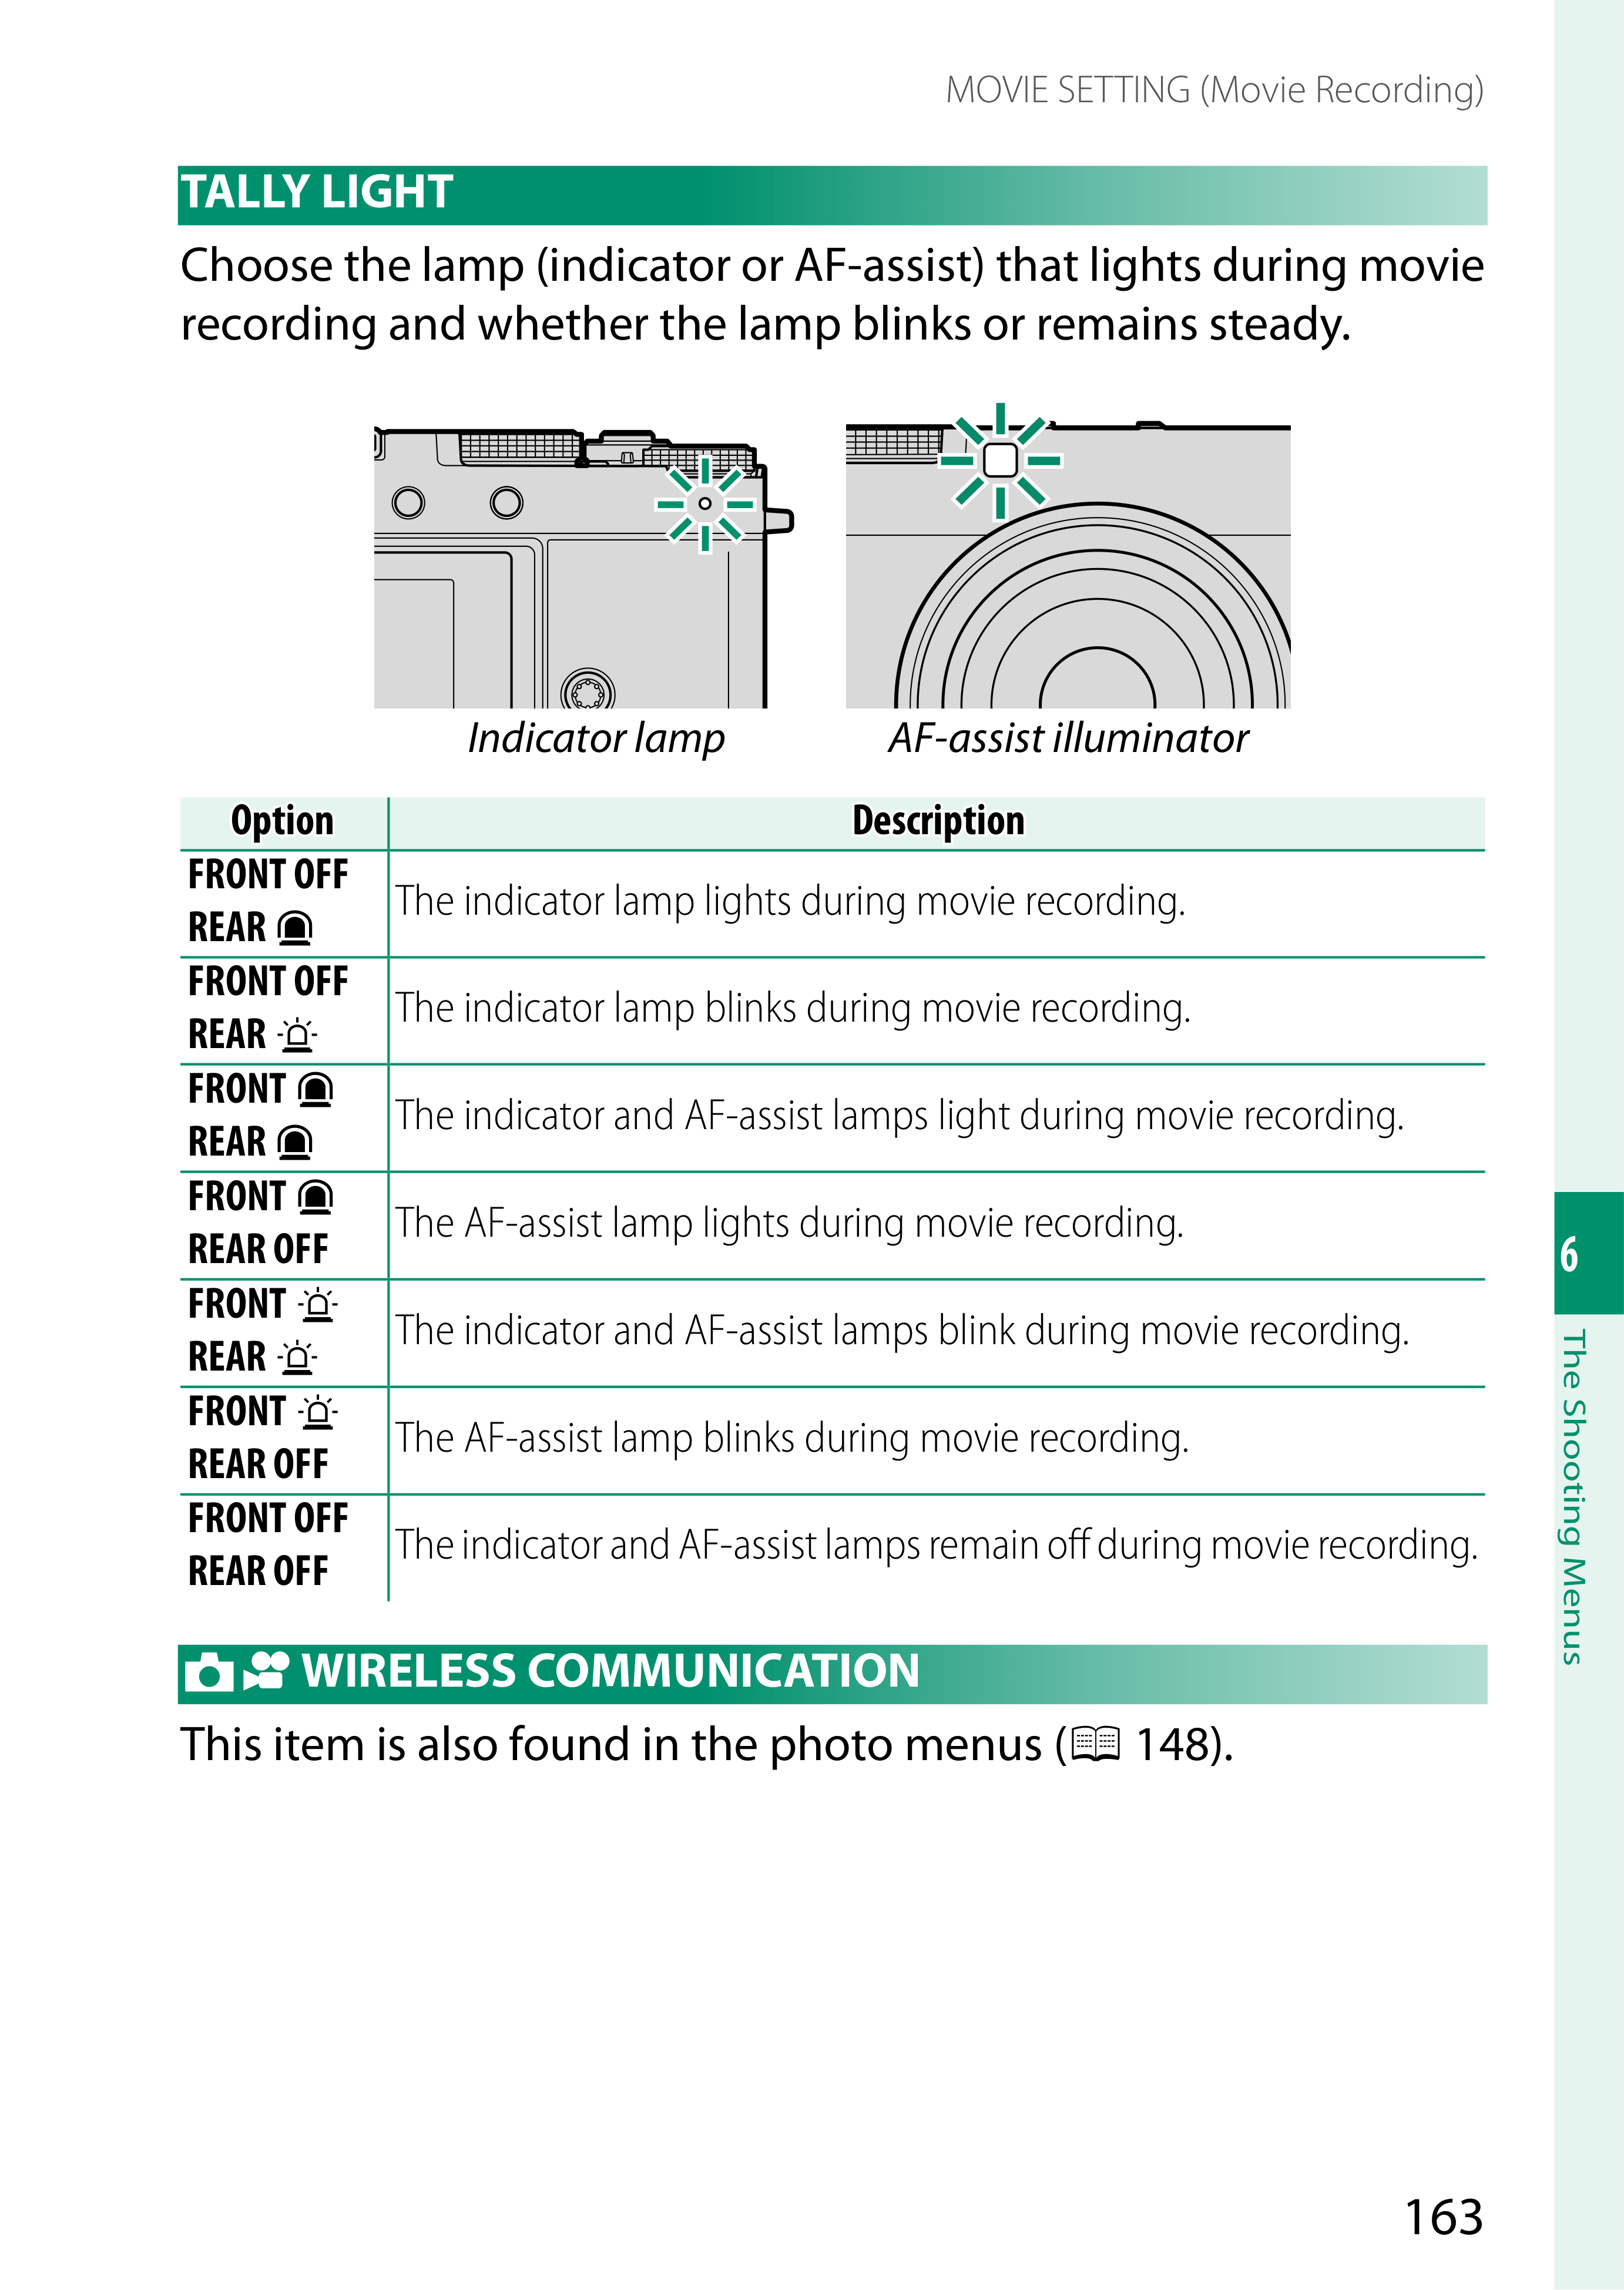 MOVIE SETTING (Movie Recording)
TALLY LIGHT
Choose the lamp (indicator or AF-assist) that lights during movie
recording and whether the lamp blinks or remains steady.
Indicator lamp
AF-assist illuminator
Option
Description
FRONT OFF
REAR
The indicator lamp lights during movie recording.
FRONT OFF
REAR
The indicator lamp blinks during movie recording.
FRONT
REAR
The indicator and AF-assist lamps light during movie recording.
FRONT
REAR OFF
The AF-assist lamp lights during movie recording.
FRONT
REAR
The indicator and AF-assist lamps blink during movie recording.
FRONT
REAR OFF
The AF-assist lamp blinks during movie recording.
FRONT OFF
REAR OFF
The indicator and AF-assist lamps remain off during movie recording.
WIRELESS COMMUNICATION
This item is also found in the photo menus ( 148).
6
The Shooting Menus
163